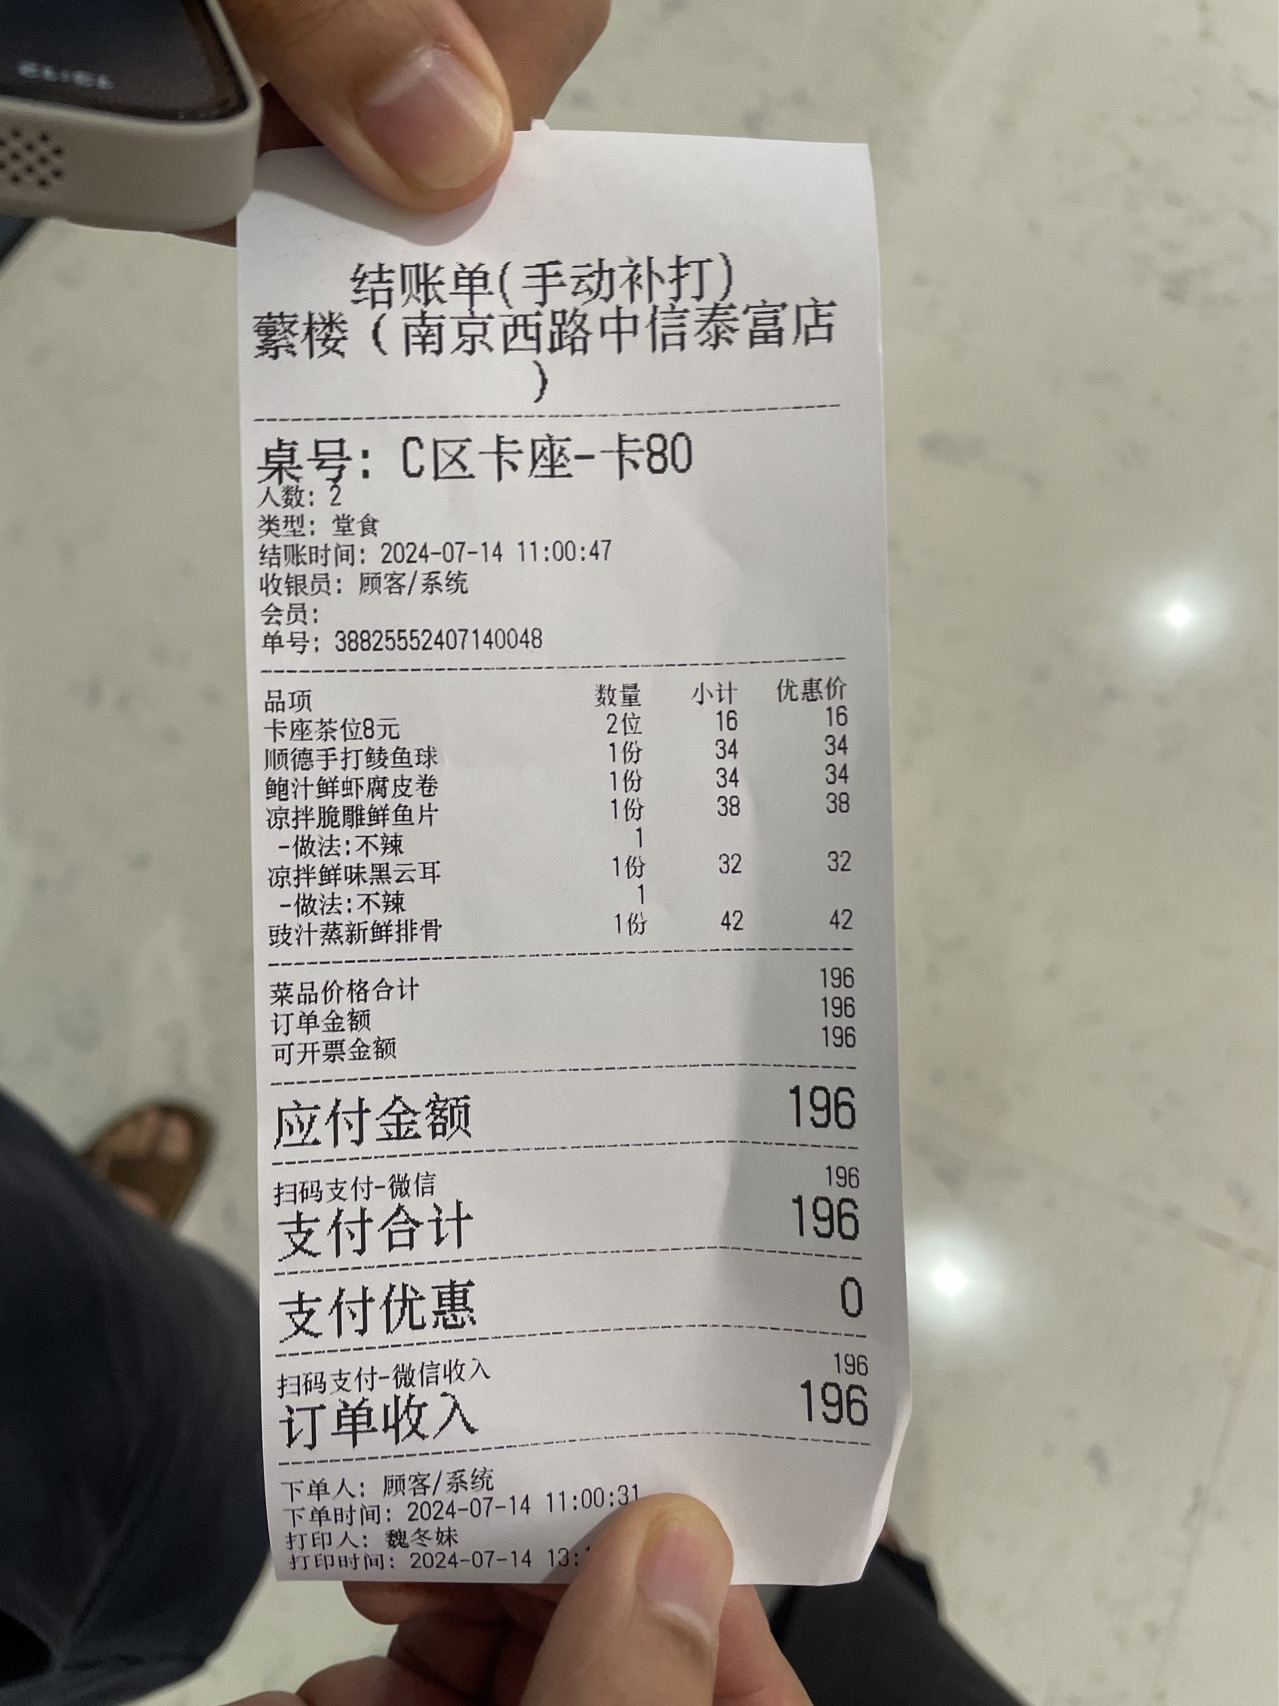 结账单(手动补打)
蘩楼（南京西路中信泰富店
）
桌号: C区卡座-卡80
人数: 2
类型: 堂食
结账时间: 2024-07-14 11:00:47
收银员: 顾客/系统
会员:
单号: 38825552407140048
品项 数量 小计 优惠价
卡座茶位8元 2位 16 16
顺德手打鲮鱼球 1份 34 34
鲍汁鲜虾腐皮卷 1份 34 34
凉拌脆雕鲜鱼片 1份 38 38
-做法:不辣 1
凉拌鲜味黑云耳 1份 32 32
-做法:不辣 1
豉汁蒸新鲜排骨 1份 42 42
菜品价格合计 196
订单金额 196
可开票金额 196
应付金额 196
扫码支付-微信 196
支付合计 196
支付优惠 0
扫码支付-微信收入 196
订单收入 196
下单人: 顾客/系统
下单时间: 2024-07-14 11:00:31
打印人: 魏冬妹
打印时间: 2024-07-14 13: